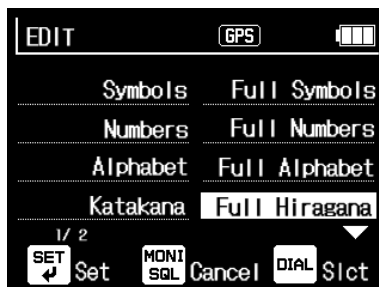 EDIT GPS
Symbols Full Symbols
Numbers Full Numbers
Alphabet Full Alphabet
Katakana Full Hiragana
1/ 2
SET Set MONI SQL Cancel DIAL Slct